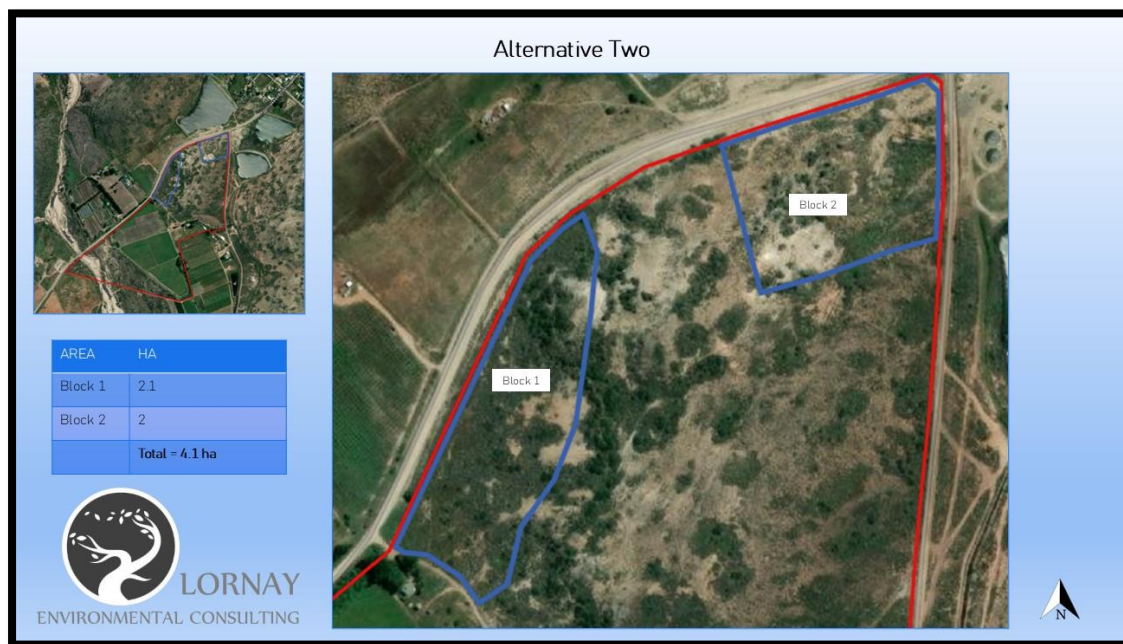 Alternative Two
Block 2
Block 1
AREA HA
Block 1 2.1
Block 2 2
Total = 4.1 ha
LORNAY
ENVIRONMENTAL CONSULTING
N